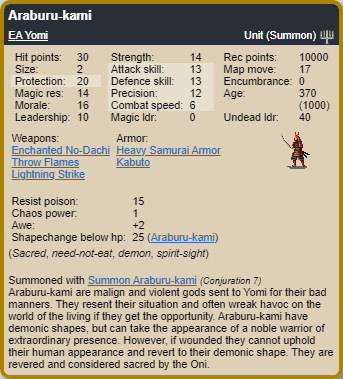 Araburu-kami
EA Yomi Unit (Summon)
Hit points: 30 Strength: 14 Rec points: 10000
Size: 2 Attack skill: 13 Map move: 17
Protection: 20 Defence skill: 13 Encumbrance: 0
Magic res: 14 Precision: 12 Age: 370
Morale: 16 Combat speed: 6 (1000)
Leadership: 10 Magic ldr: 0 Undead ldr: 40
Weapons: Armor:
Enchanted No-Dachi Heavy Samurai Armor
Throw Flames Kabuto
Lightning Strike
Resist poison: 15
Chaos power: 1
Awe: +2
Shapechange below hp: 25 (Araburu-kami)
(Sacred, need-not-eat, demon, spirit-sight)
Summoned with Summon Araburu-kami (Conjuration 7)
Araburu-kami are malign and violent gods sent to Yomi for their bad
manners. They resent their situation and often wreak havoc on the
world of the living if they get the opportunity. Araburu-kami have
demonic shapes, but can take the appearance of a noble warrior of
extraordinary presence. However, if wounded they cannot uphold
their human appearance and revert to their demonic shape. They are
revered and considered sacred by the Oni.